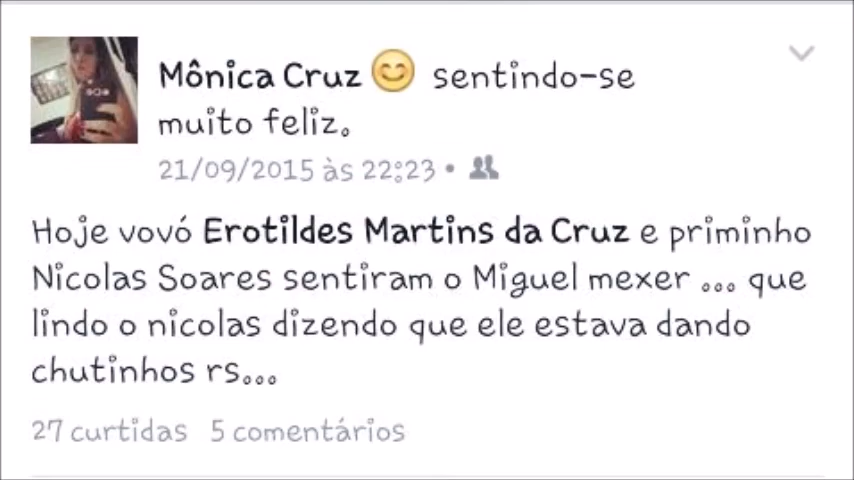 Mônica Cruz 😊 sentindo-se
muito feliz.
21/09/2015 às 22:23 •
Hoje vovó Erotildes Martins da Cruz e priminho
Nicolas Soares sentiram o Miguel mexer ... que
lindo o nicolas dizendo que ele estava dando
chutinhos rs...
27 curtidas 5 comentários